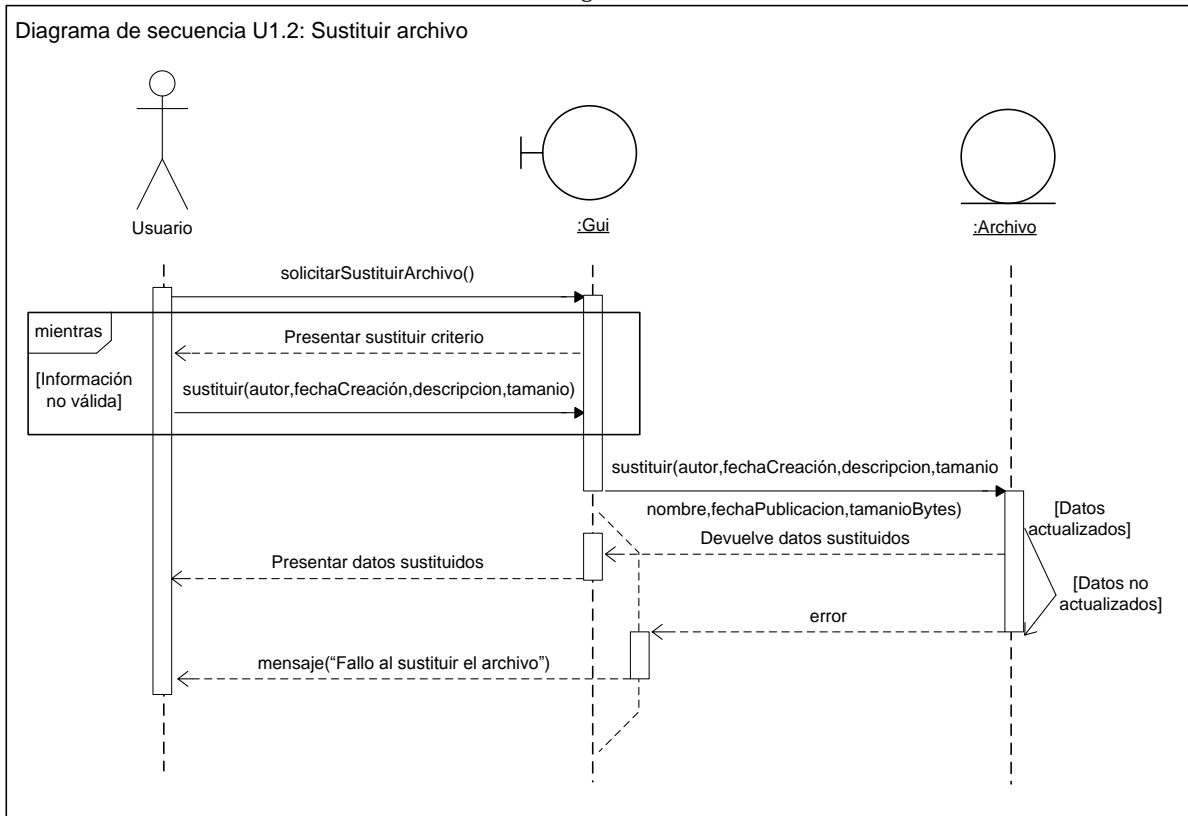 Diagrama de secuencia U1.2: Sustituir archivo
Usuario
:Gui
:Archivo
solicitarSustituirArchivo()
mientras
Presentar sustituir criterio
[Información
no válida]
sustituir(autor,fechaCreación,descripcion,tamanio)
sustituir(autor,fechaCreación,descripcion,tamanio
nombre,fechaPublicacion,tamanioBytes)
[Datos
actualizados]
Devuelve datos sustituidos
Presentar datos sustituidos
[Datos no
actualizados]
error
mensaje(“Fallo al sustituir el archivo”)